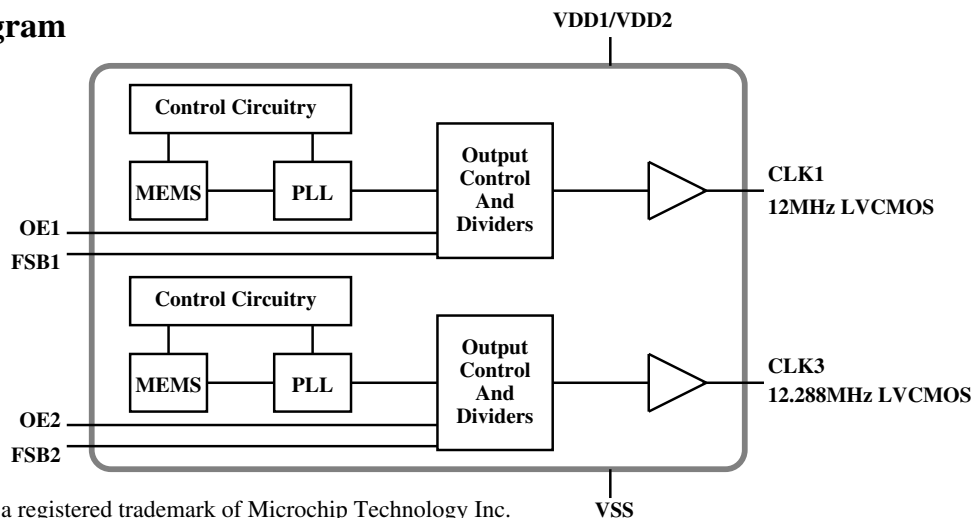 gram
VDD1/VDD2
Control Circuitry
MEMS
PLL
Output
Control
And
Dividers
CLK1
12MHz LVCMOS
OE1
FSB1
Control Circuitry
MEMS
PLL
Output
Control
And
Dividers
CLK3
12.288MHz LVCMOS
OE2
FSB2
a registered trademark of Microchip Technology Inc.
VSS